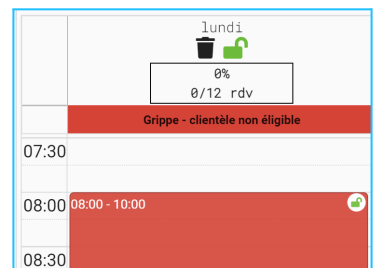 lundi
0%
0/12 rdv
Grippe - clientèle non éligible
07:30
08:00 08:00 - 10:00
08:30